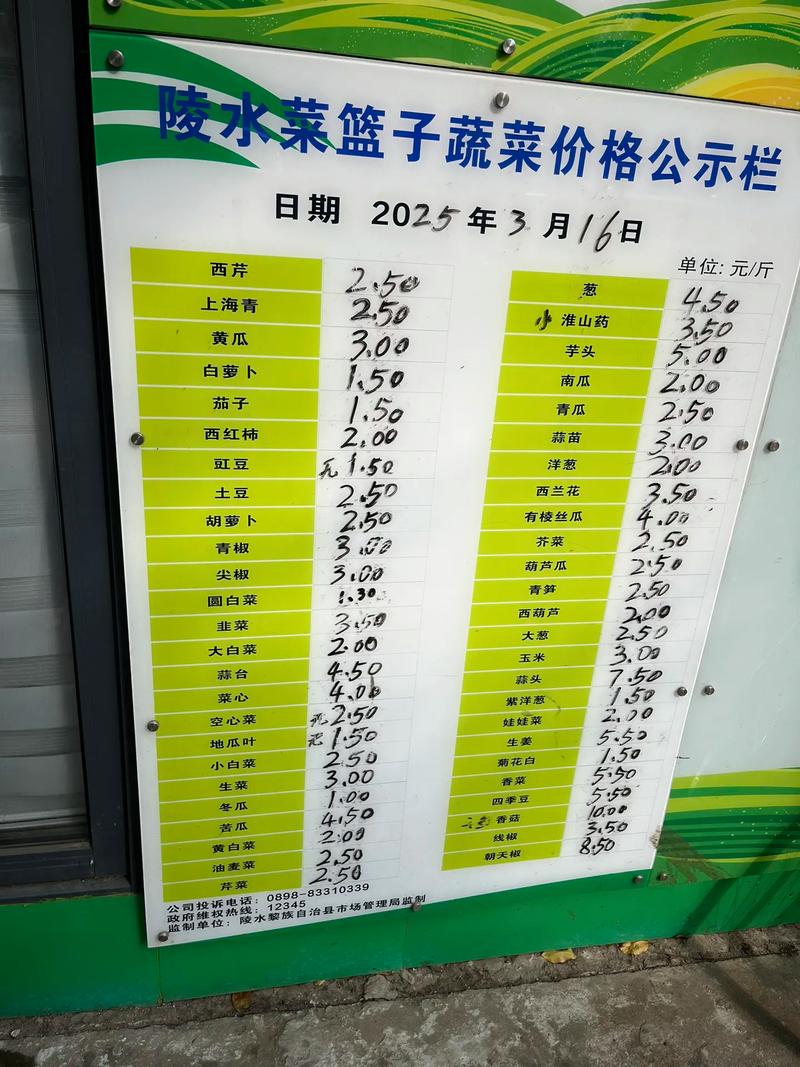 陵水菜篮子蔬菜价格公示栏
日期 2025年3月16日
单位: 元/斤
西芹 2.50
上海青 2.50
黄瓜 3.00
白萝卜 1.50
茄子 1.50
西红柿 2.00
豇豆 无 1.50
土豆 2.50
胡萝卜 2.50
青椒 3.00
尖椒 3.00
圆白菜 1.30
韭菜 3.50
大白菜 2.00
蒜台 4.50
菜心 4.00
空心菜 无 2.50
地瓜叶 无 1.50
小白菜 2.50
生菜 3.00
冬瓜 1.00
苦瓜 4.50
黄白菜 2.00
油麦菜 2.50
芹菜 2.50
葱 4.50
小 淮山药 3.50
芋头 5.00
南瓜 2.00
青瓜 2.50
蒜苗 3.00
洋葱 2.00
西兰花 3.50
有棱丝瓜 4.00
芥菜 2.50
葫芦瓜 2.50
青笋 2.50
西葫芦 2.00
大葱 2.50
玉米 3.00
蒜头 7.50
紫洋葱 1.50
娃娃菜 2.00
生姜 5.50
菊花白 1.50
香菜 5.50
四季豆 5.50
香菇 10.00
线椒 3.50
朝天椒 8.50
公司投诉电话: 0898-83310339
政府维权热线: 12345
监制单位: 陵水黎族自治县市场管理局监制